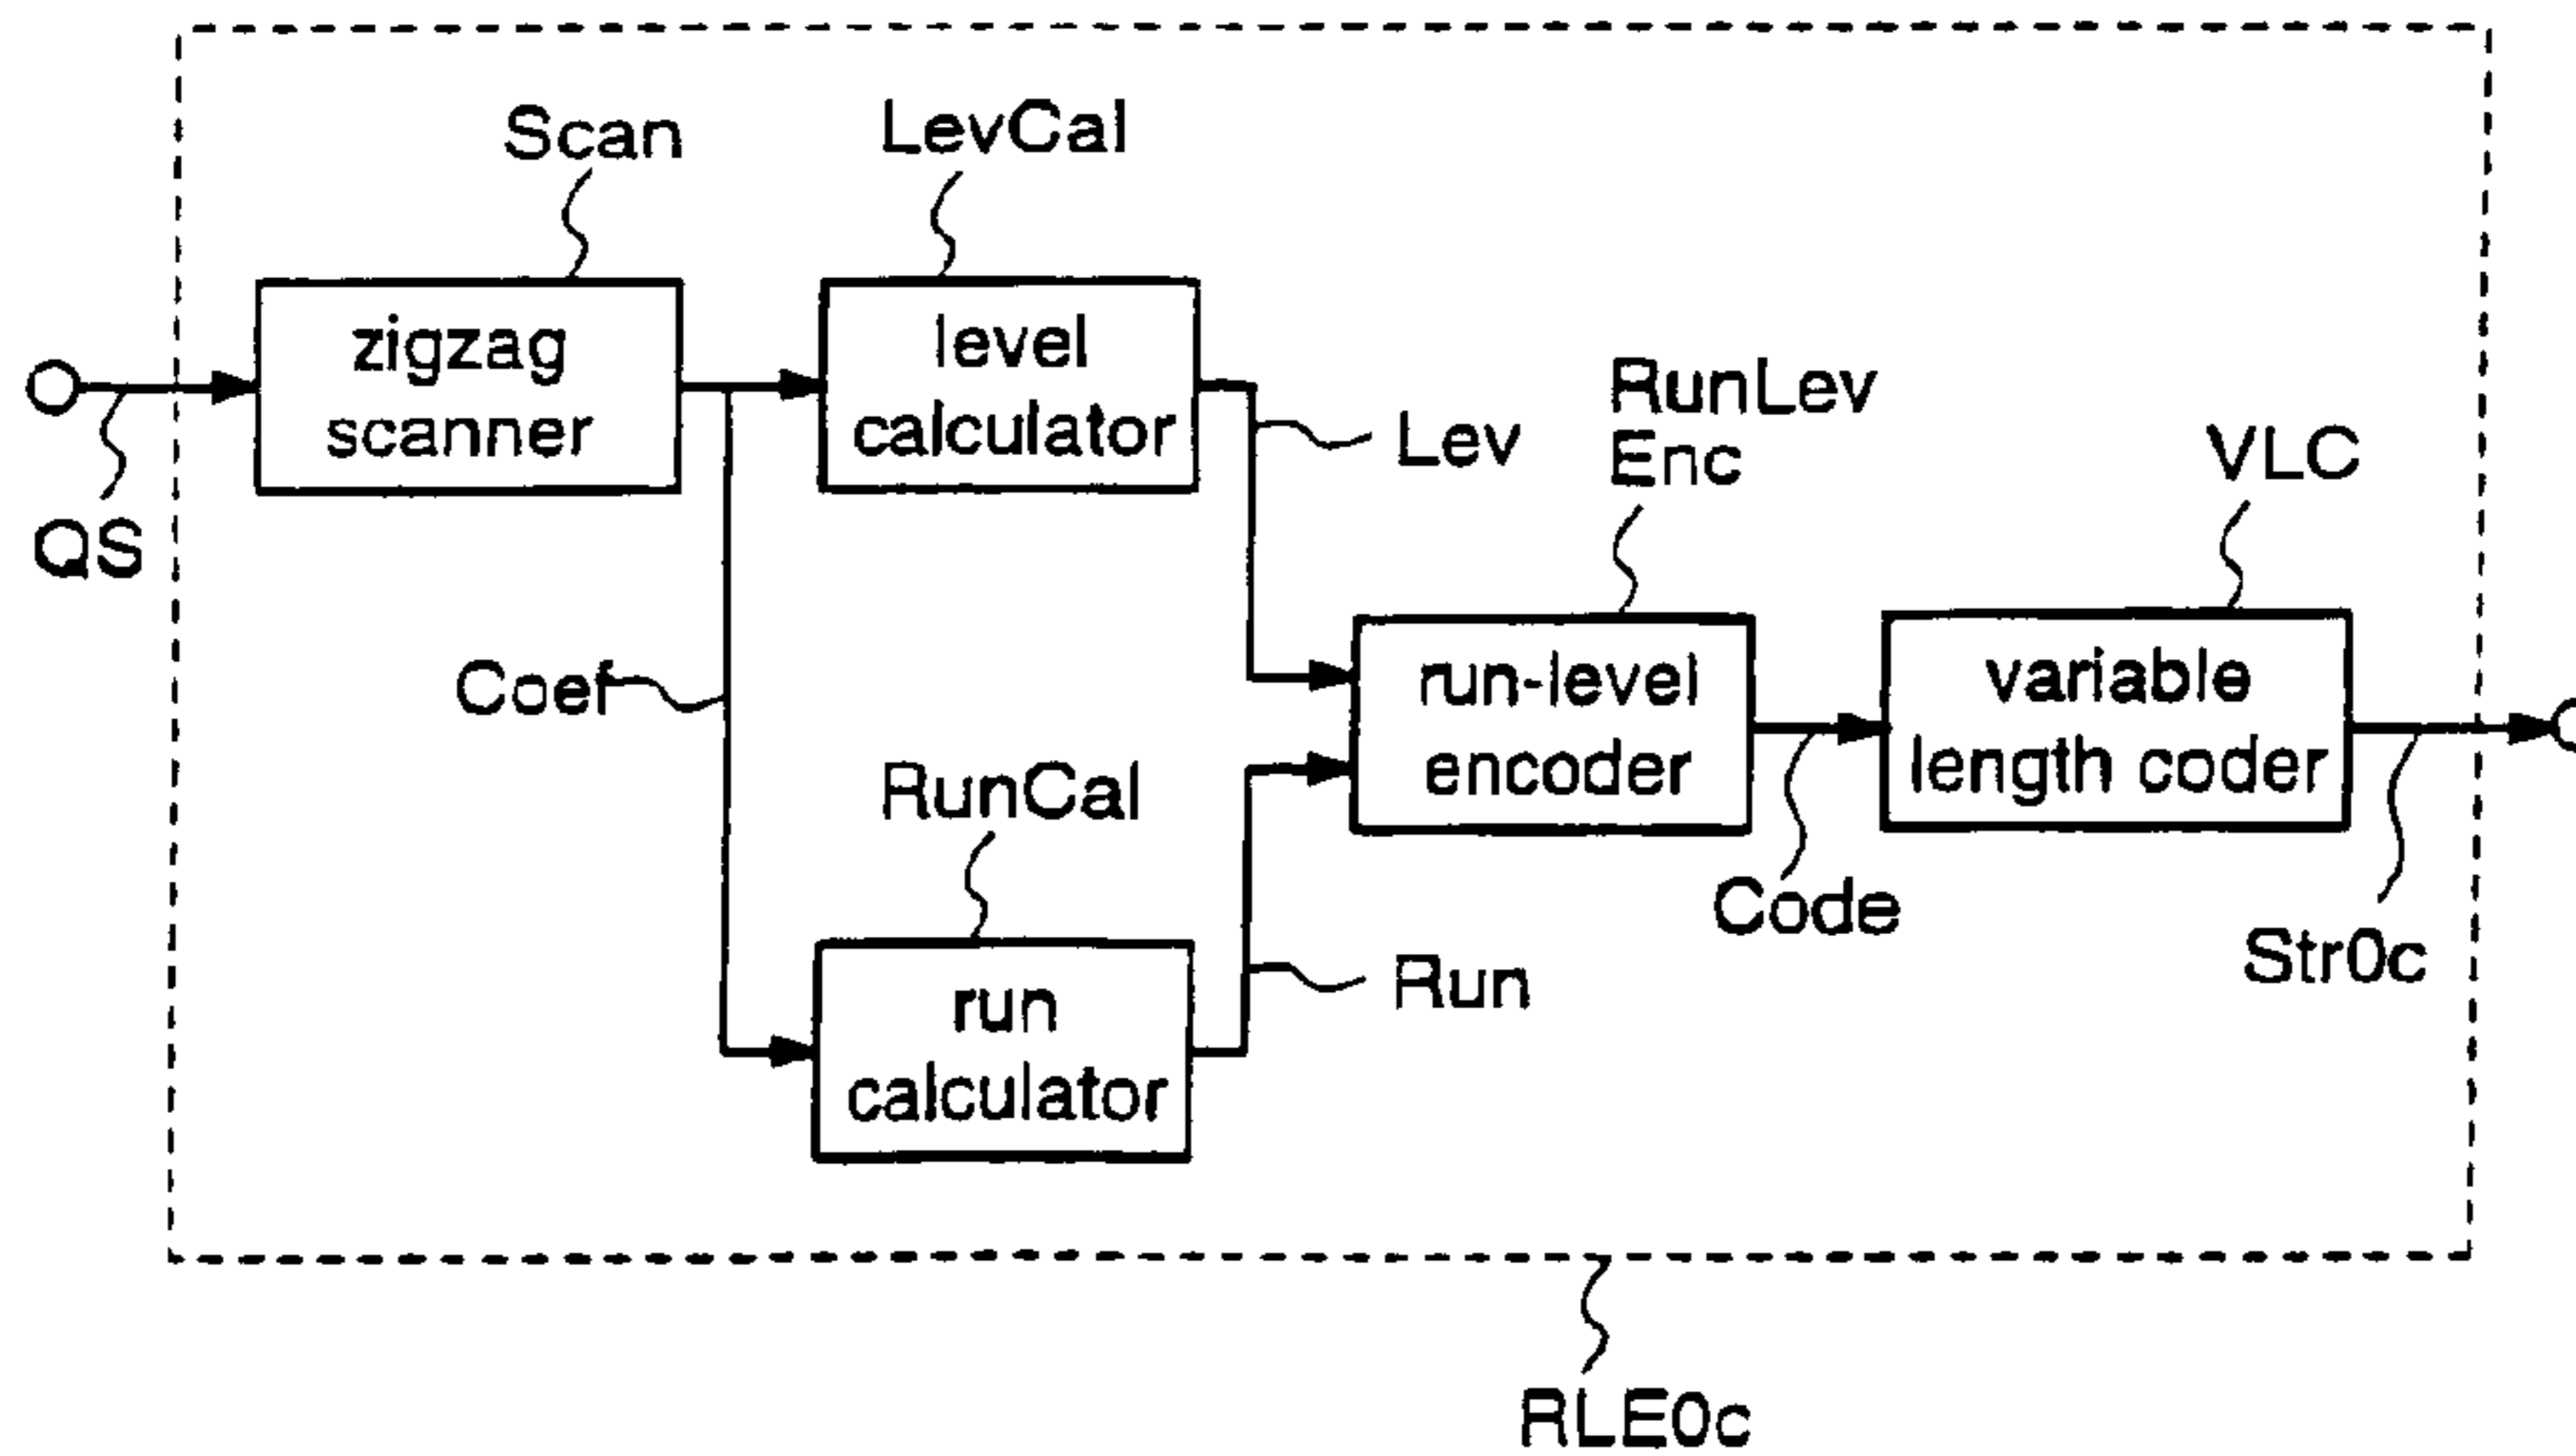 Scan
LevCal
zigzag
scanner
level
calculator
QS
Lev
RunLev
Enc
VLC
Coef
run-level
encoder
variable
length coder
RunCal
run
calculator
Run
Code
Str0c
RLE0c